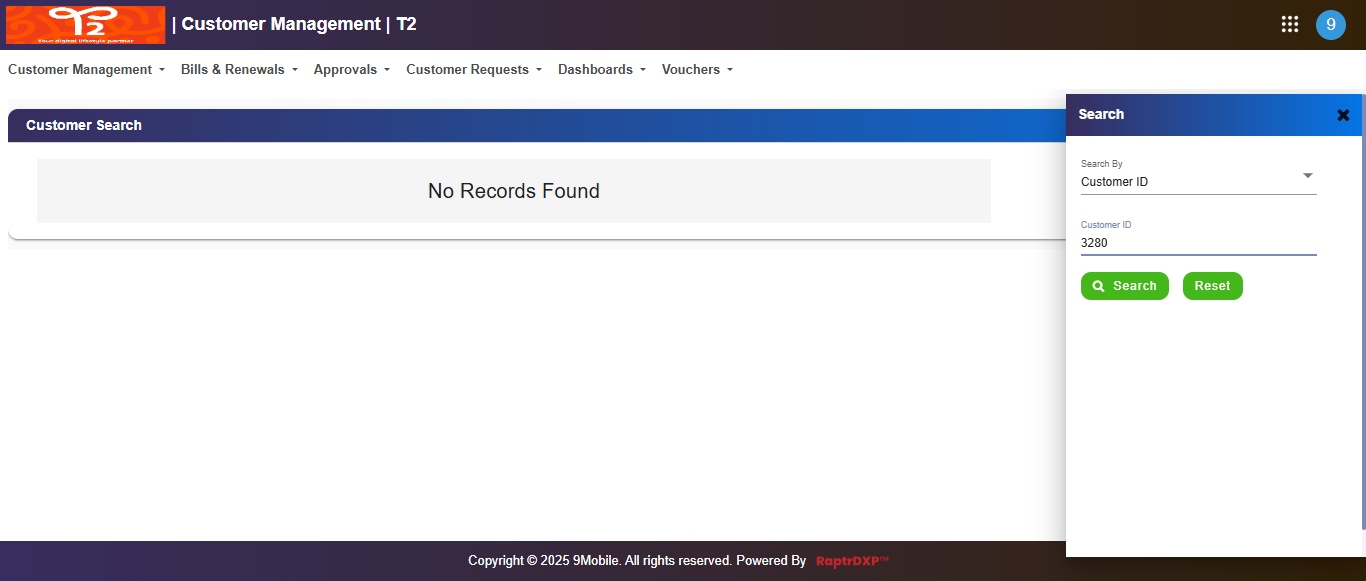 T2
Your digital lifestyle partner
| Customer Management | T2
9
Customer Management
Bills & Renewals
Approvals
Customer Requests
Dashboards
Vouchers
Customer Search
No Records Found
Search
Search By
Customer ID
Customer ID
3280
Search
Reset
Copyright © 2025 9Mobile. All rights reserved. Powered By RaptrDXP™